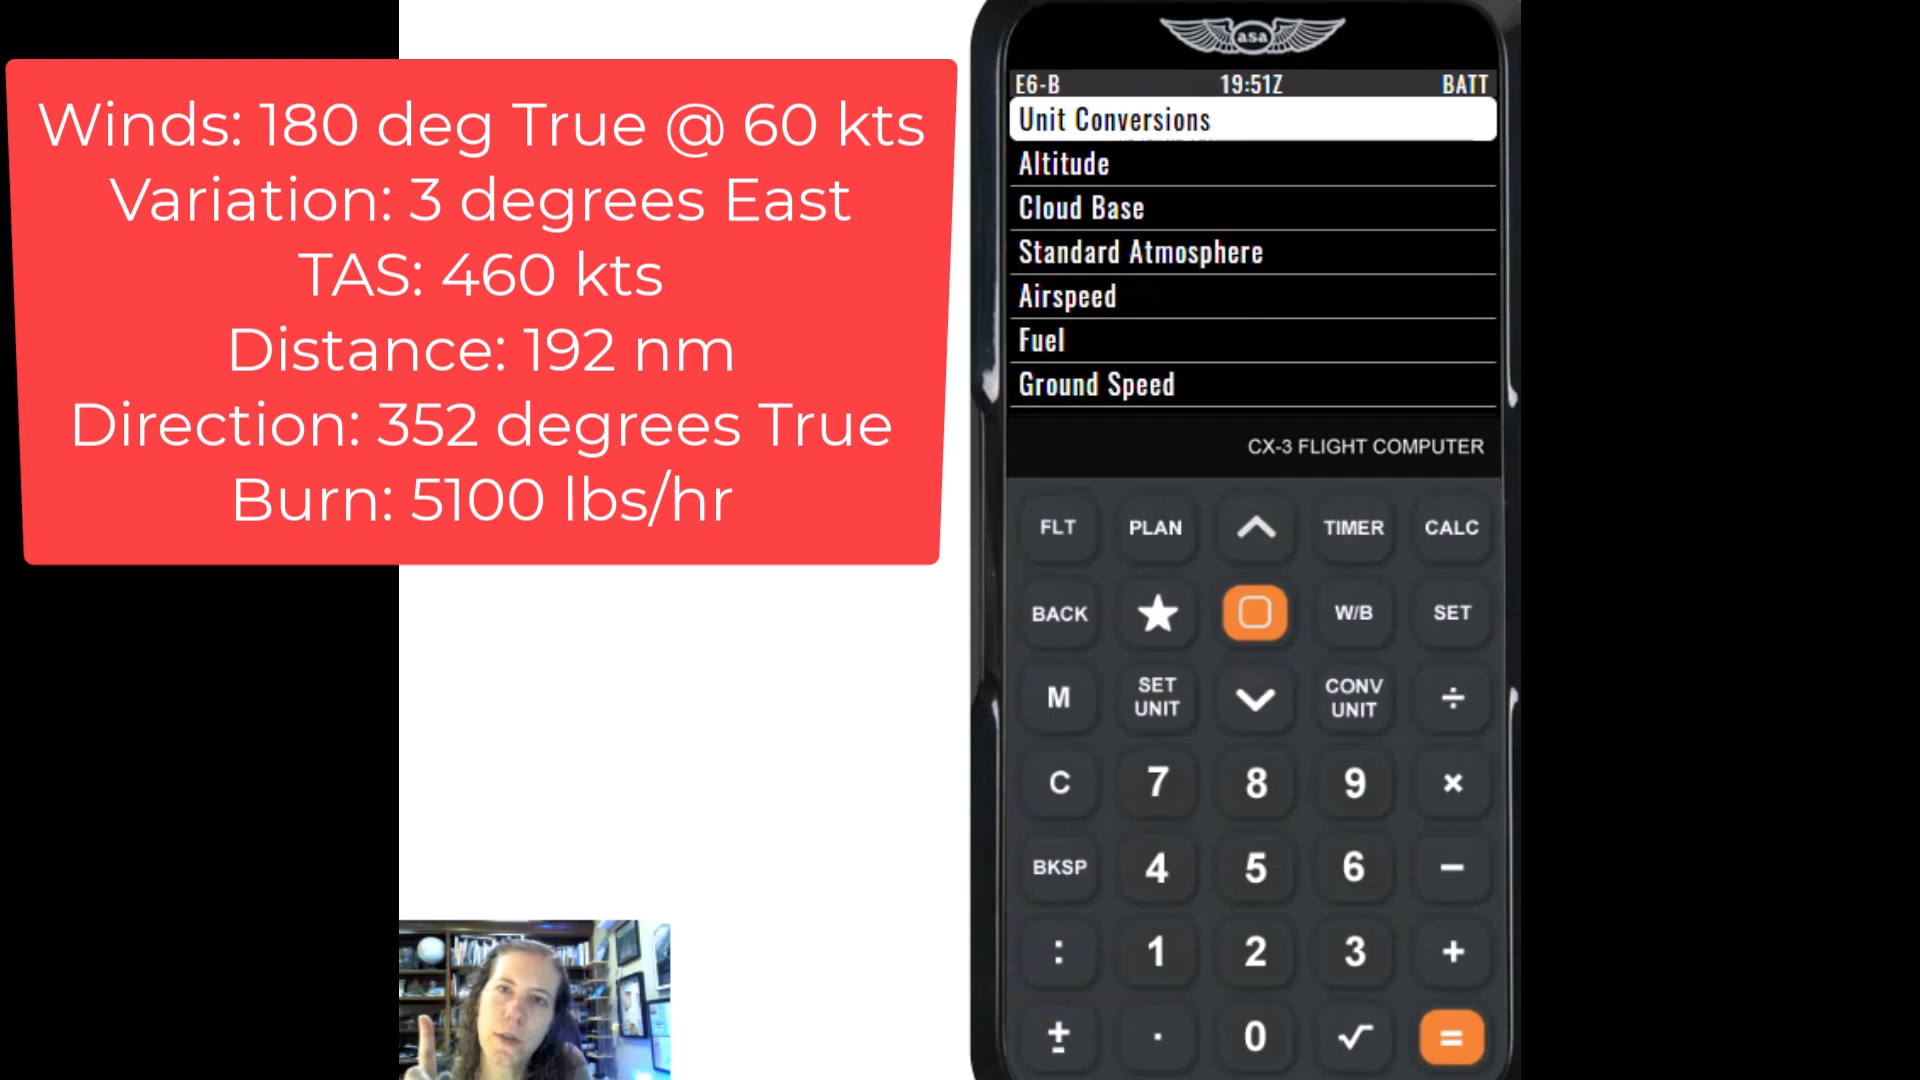 Winds: 180 deg True @ 60 kts
Variation: 3 degrees East
TAS: 460 kts
Distance: 192 nm
Direction: 352 degrees True
Burn: 5100 lbs/hr
asa
E6-B 19:51Z BATT
Unit Conversions
Altitude
Cloud Base
Standard Atmosphere
Airspeed
Fuel
Ground Speed
CX-3 FLIGHT COMPUTER
FLT PLAN TIMER CALC
BACK W/B SET
M SET UNIT CONV UNIT ÷
C 7 8 9 ×
BKSP 4 5 6 −
: 1 2 3 +
± . 0 √ =